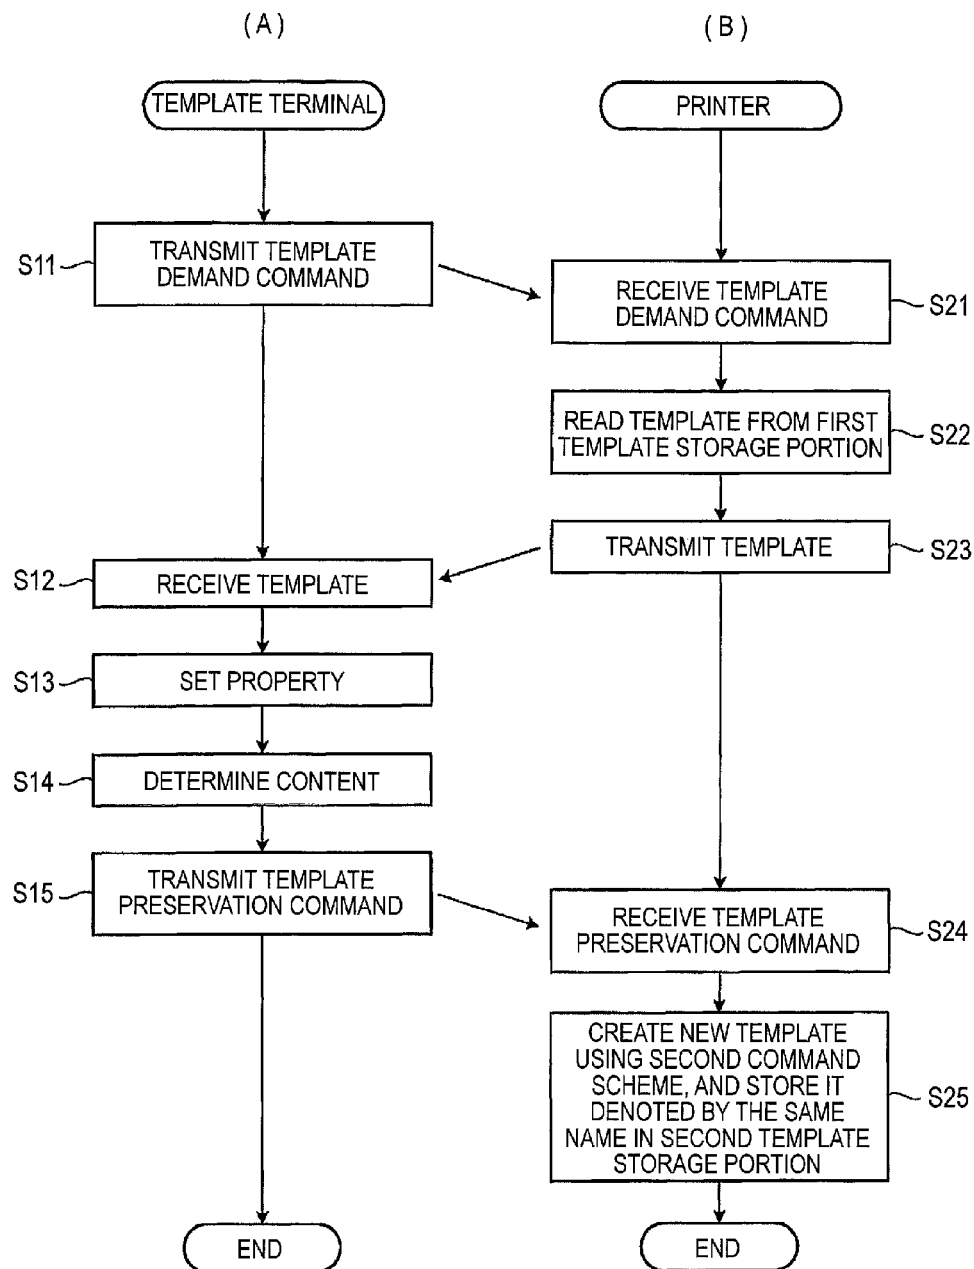 (A)
(B)
TEMPLATE TERMINAL
PRINTER
S11
TRANSMIT TEMPLATE
DEMAND COMMAND
RECEIVE TEMPLATE
DEMAND COMMAND
S21
READ TEMPLATE FROM FIRST
TEMPLATE STORAGE PORTION
S22
TRANSMIT TEMPLATE
S23
S12
RECEIVE TEMPLATE
S13
SET PROPERTY
S14
DETERMINE CONTENT
S15
TRANSMIT TEMPLATE
PRESERVATION COMMAND
RECEIVE TEMPLATE
PRESERVATION COMMAND
S24
CREATE NEW TEMPLATE
USING SECOND COMMAND
SCHEME, AND STORE IT
DENOTED BY THE SAME
NAME IN SECOND TEMPLATE
STORAGE PORTION
S25
END
END